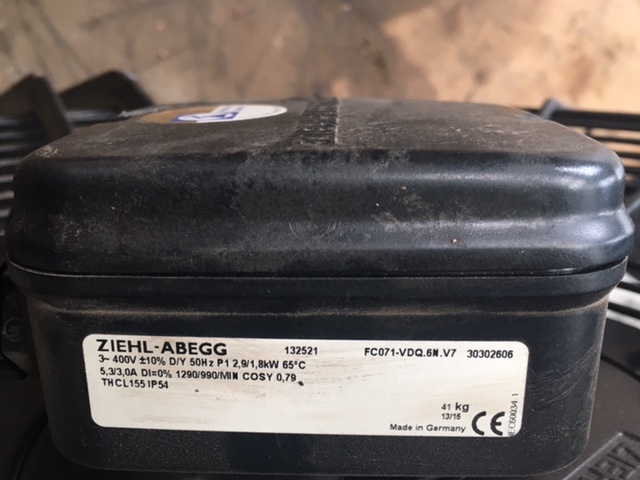 ZIEHL-ABEGG 132521 FC071-VDQ.6N.V7 30302606
3~ 400V ±10% D/Y 50Hz P1 2,9/1,8kW 65°C
5,3/3,0A DI=0% 1290/990/MIN COSY 0,79
THCL155 IP54
41 kg
13/15
Made in Germany CE
IEC60034.1